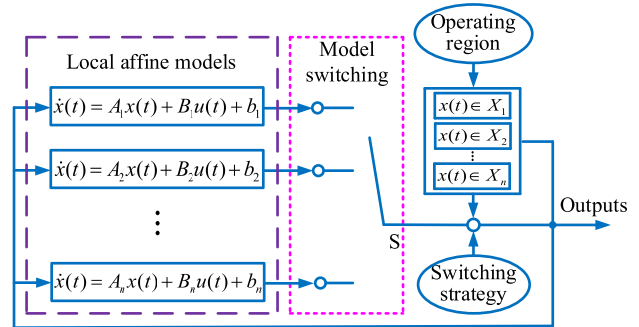 Local affine models
ẋ(t) = A₁x(t) + B₁u(t) + b₁
ẋ(t) = A₂x(t) + B₂u(t) + b₂
⋮
ẋ(t) = Aₙx(t) + Bₙu(t) + bₙ
Model
switching
S
Operating
region
x(t) ∈ X₁
x(t) ∈ X₂
⋮
x(t) ∈ Xₙ
Outputs
Switching
strategy